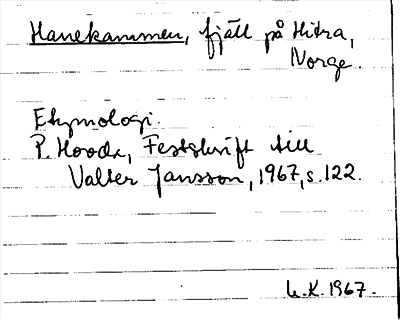 Hanekammen, fjäll på Hitra,
Norge.
Etymologi.
P. Hovda, Festskrift till
Valter Jansson, 1967, s. 122.
U.K. 1967.